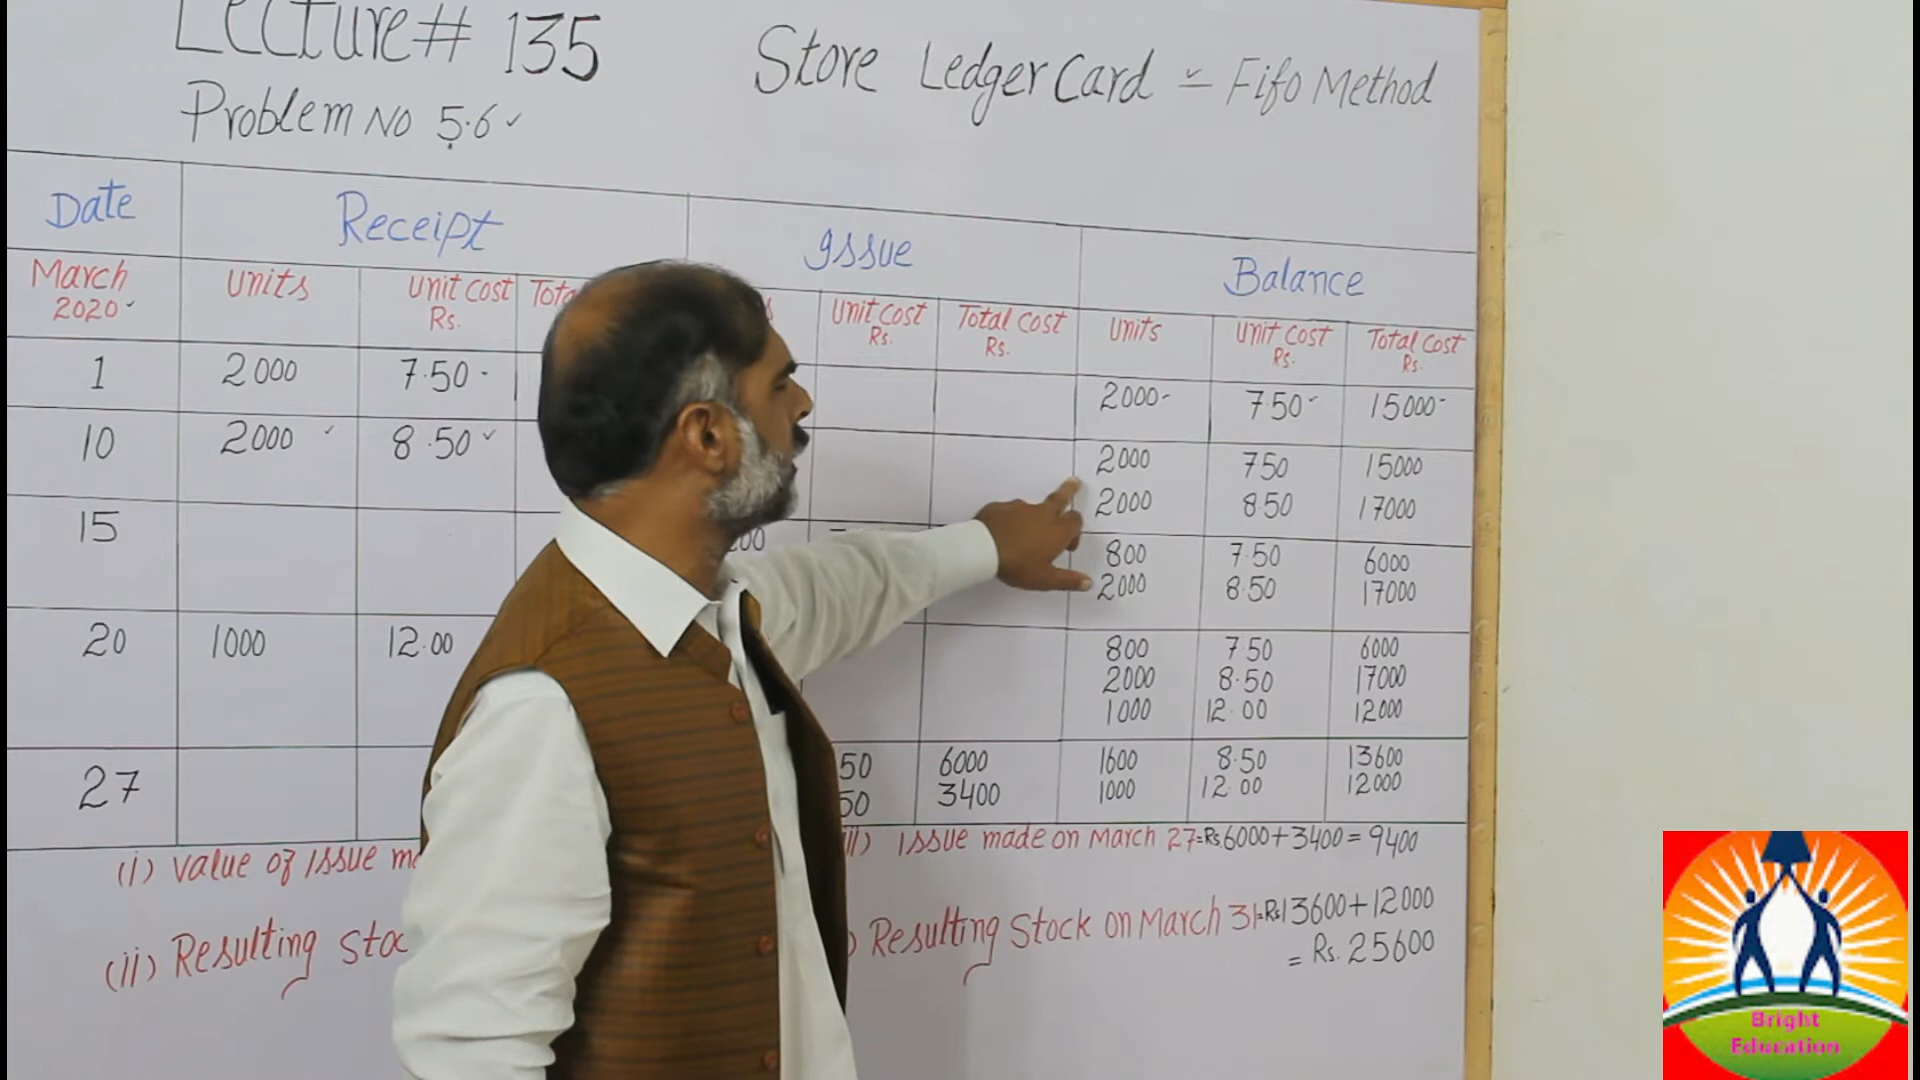 Lecture# 135
Store Ledger Card - Fifo Method
Problem No 5.6
Date Receipt Issue Balance
March 2020 Units Unit Cost Rs. Unit Cost Rs. Total Cost Rs. Units Unit Cost Rs. Total Cost Rs.
1 2000 7.50 2000 7.50 15000
10 2000 8.50 2000 750 15000
2000 8.50 17000
15 800 7.50 6000
2000 8.50 17000
20 1000 12.00 800 7.50 6000
2000 8.50 17000
1000 12.00 12000
27 50 6000 1600 8.50 13600
50 3400 1000 12.00 12000
(i) Value of Issue
Issue made on March 27=Rs.6000+3400=9400
(ii) Resulting
Resulting Stock on March 31=Rs13600+12000
= Rs. 25600
Bright
Education